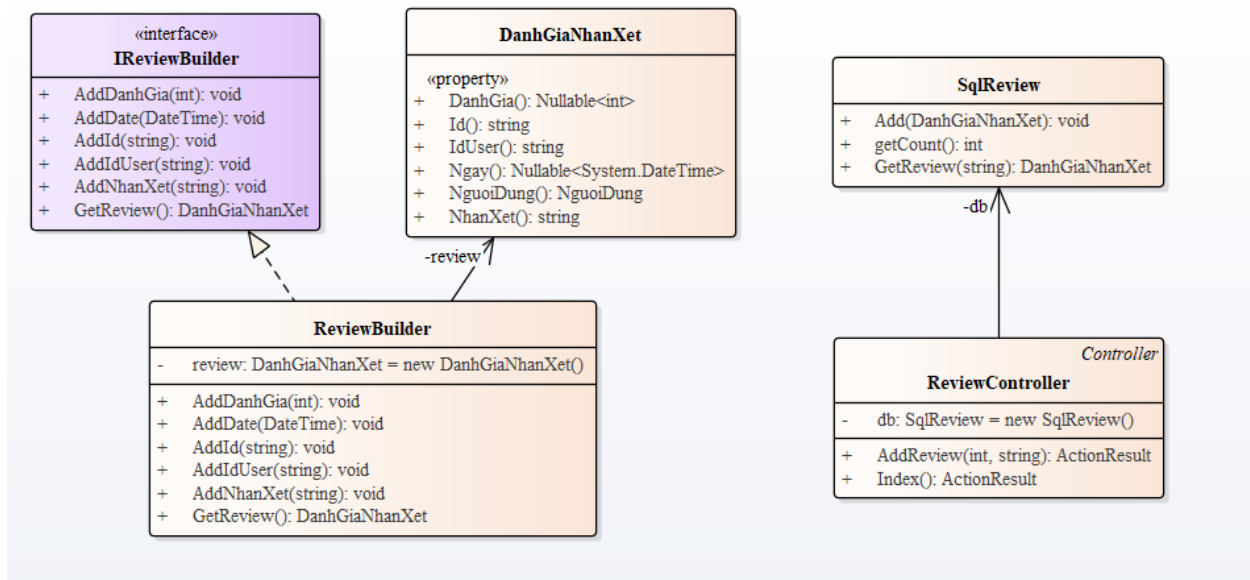 «interface»
IReviewBuilder
+ AddDanhGia(int): void
+ AddDate(DateTime): void
+ AddId(string): void
+ AddIdUser(string): void
+ AddNhanXet(string): void
+ GetReview(): DanhGiaNhanXet
DanhGiaNhanXet
«property»
+ DanhGia(): Nullable<int>
+ Id(): string
+ IdUser(): string
+ Ngay(): Nullable<System.DateTime>
+ NguoiDung(): NguoiDung
+ NhanXet(): string
SqlReview
+ Add(DanhGiaNhanXet): void
+ getCount(): int
+ GetReview(string): DanhGiaNhanXet
-db
-review
ReviewBuilder
- review: DanhGiaNhanXet = new DanhGiaNhanXet()
+ AddDanhGia(int): void
+ AddDate(DateTime): void
+ AddId(string): void
+ AddIdUser(string): void
+ AddNhanXet(string): void
+ GetReview(): DanhGiaNhanXet
Controller
ReviewController
- db: SqlReview = new SqlReview()
+ AddReview(int, string): ActionResult
+ Index(): ActionResult